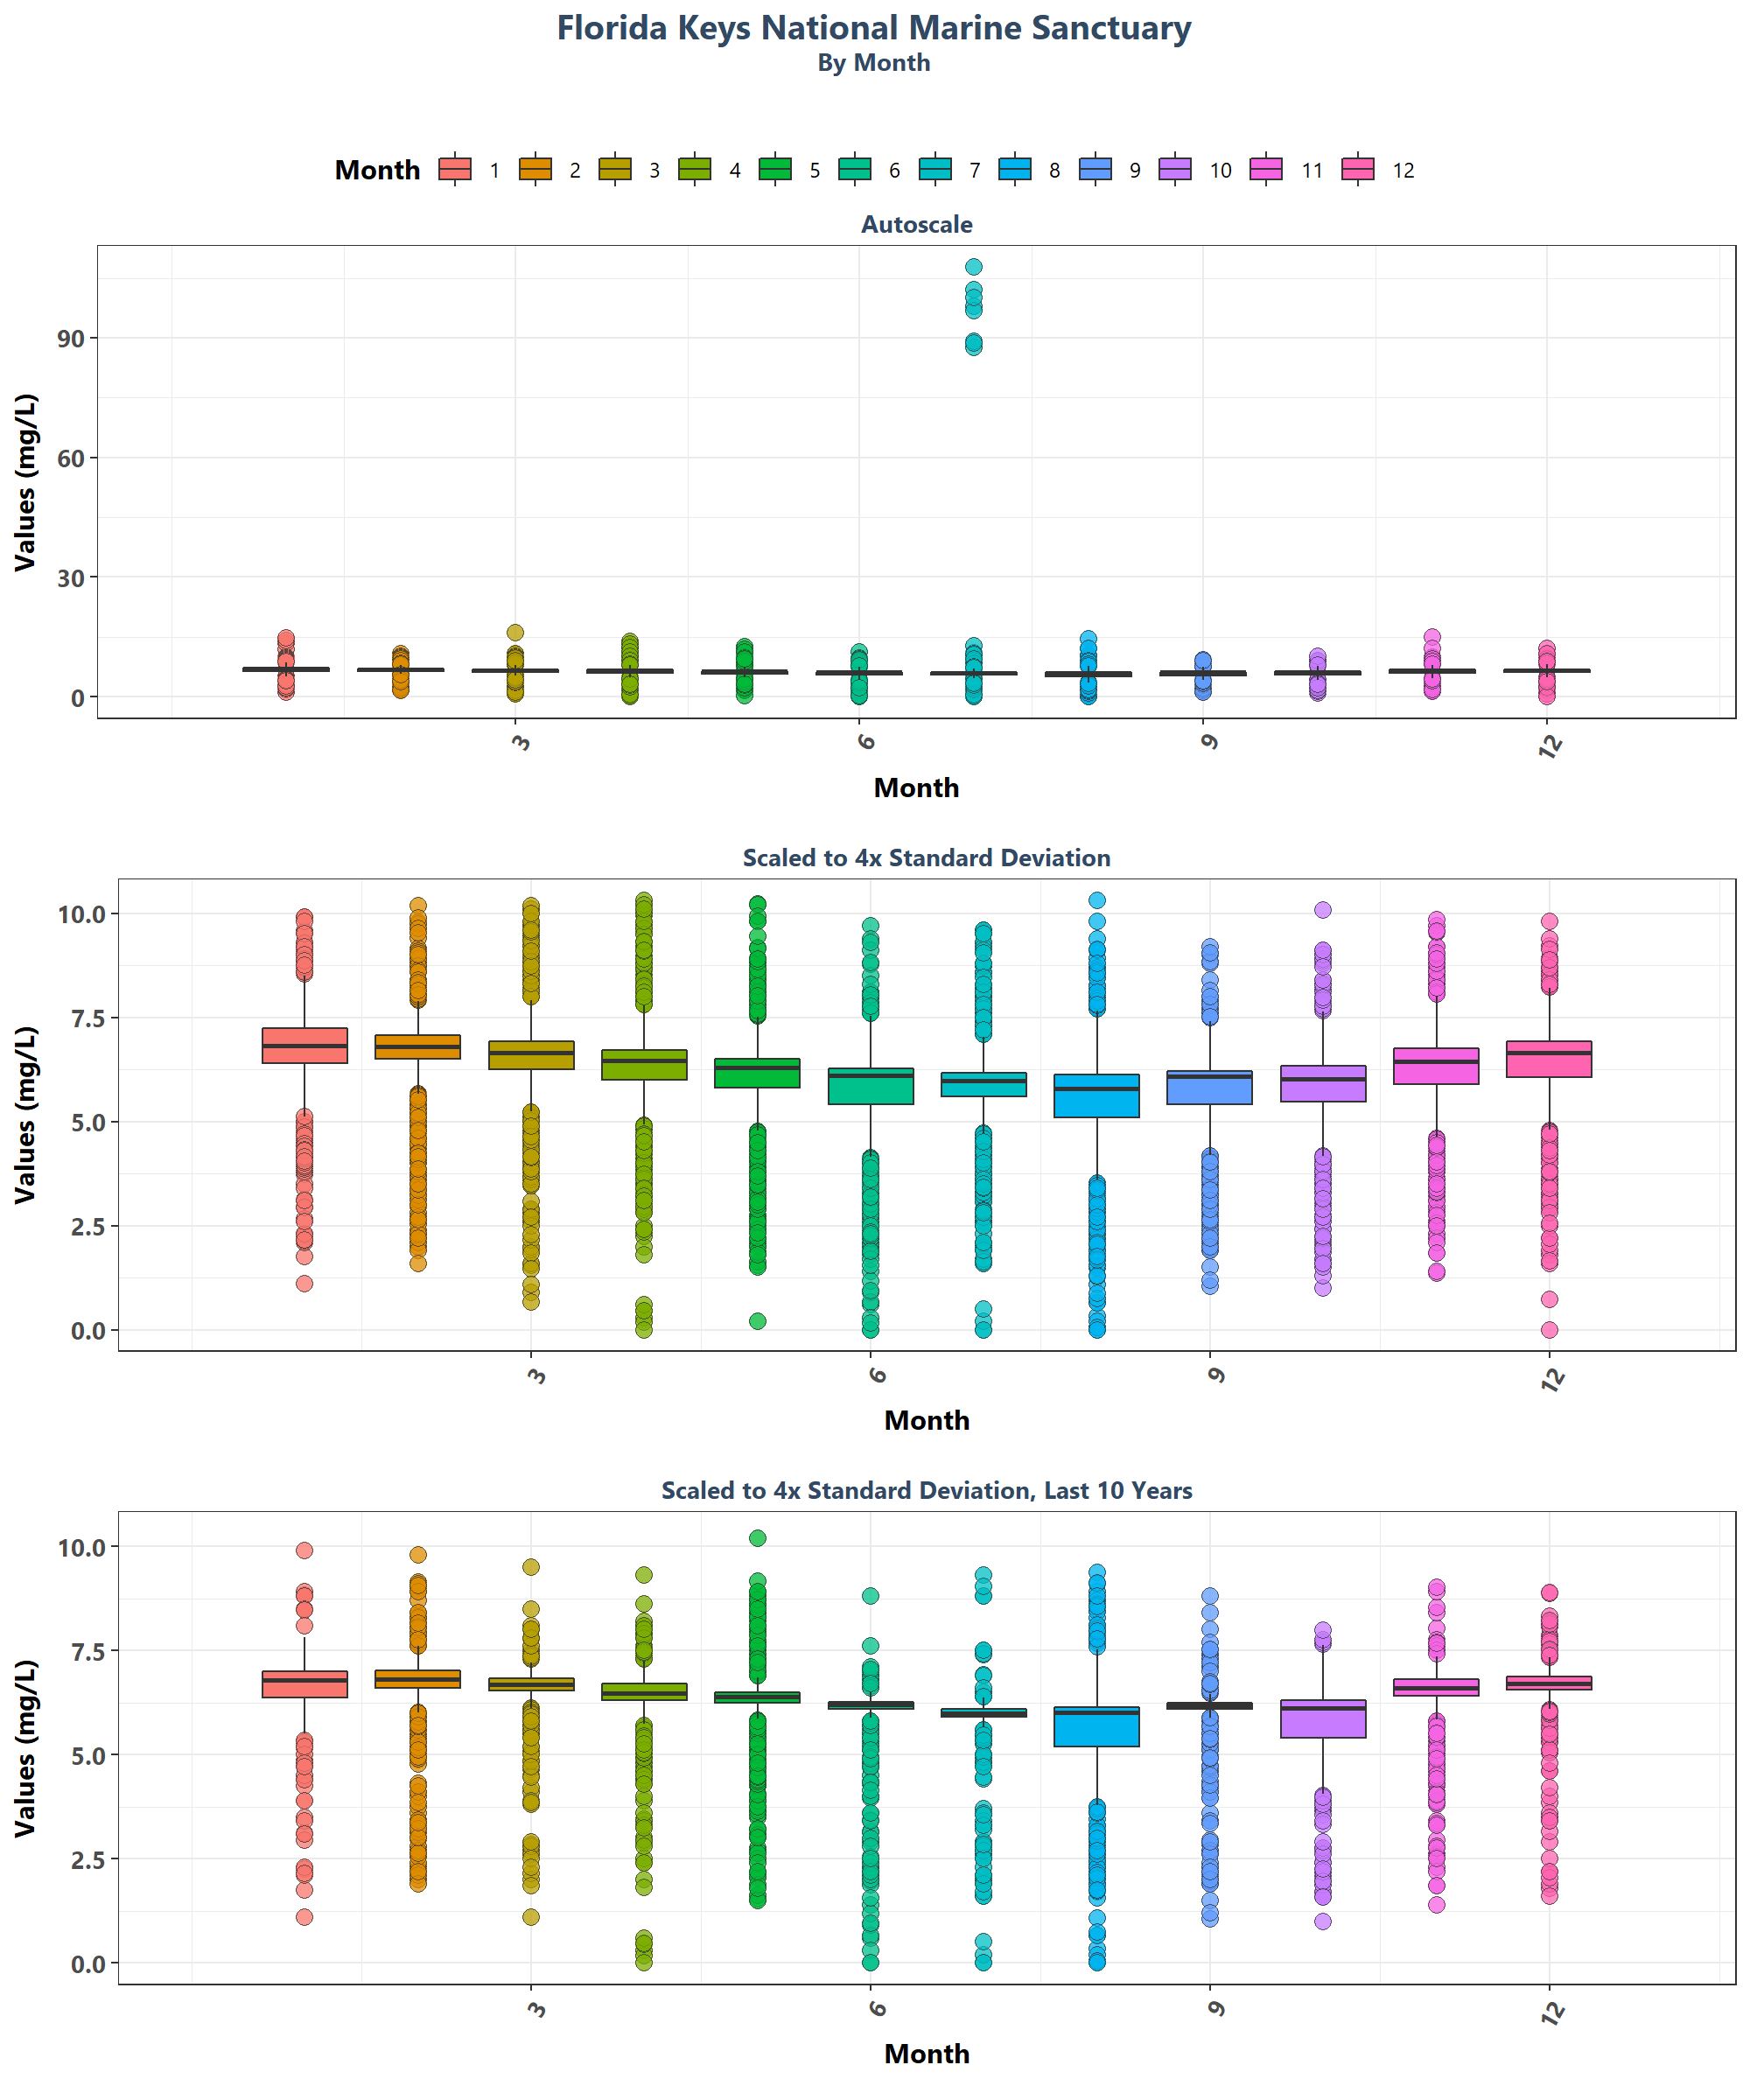 Florida Keys National Marine Sanctuary
By Month
Month 1 2 3 4 5 6 7 8 9 10 11 12
Autoscale
Values (mg/L)
90
60
30
0
3 6 9 12
Month
Scaled to 4x Standard Deviation
Values (mg/L)
10.0
7.5
5.0
2.5
0.0
3 6 9 12
Month
Scaled to 4x Standard Deviation, Last 10 Years
Values (mg/L)
10.0
7.5
5.0
2.5
0.0
3 6 9 12
Month